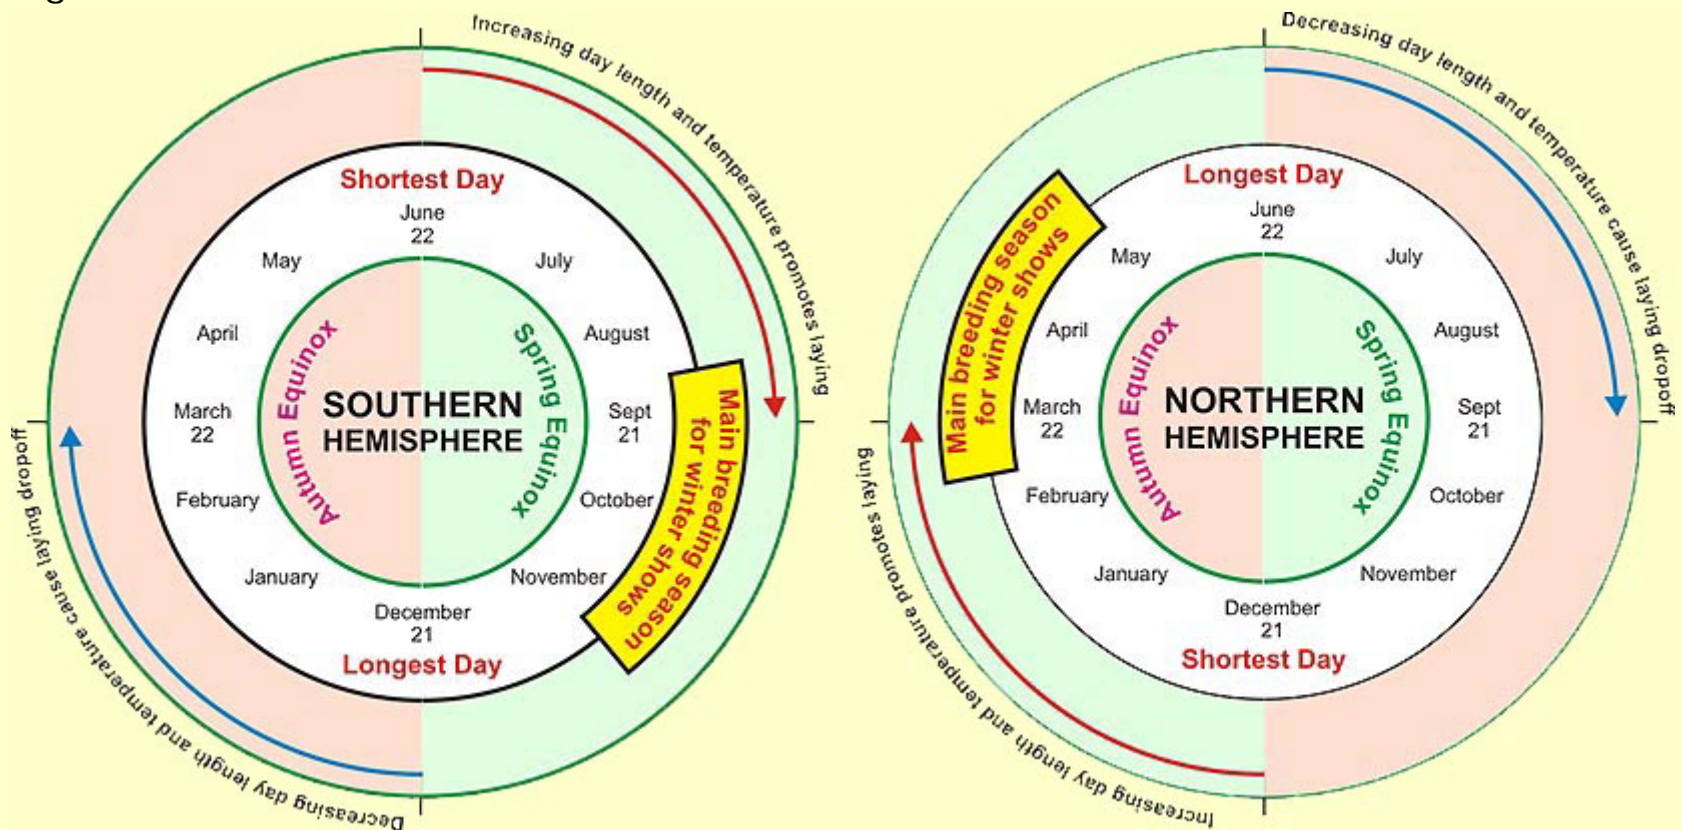 Increasing day length and temperature promotes laying
Shortest Day
June
22
May
July
April
August
March
22
Sept
21
February
October
January
November
December
21
Longest Day
Autumn Equinox
Spring Equinox
SOUTHERN
HEMISPHERE
Main breeding season
for winter shows
Decreasing day length and temperature cause laying dropoff
Decreasing day length and temperature cause laying dropoff
Longest Day
June
22
May
July
April
August
March
22
Sept
21
February
October
January
November
December
21
Shortest Day
Autumn Equinox
Spring Equinox
NORTHERN
HEMISPHERE
Main breeding season
for winter shows
Increasing day length and temperature promotes laying